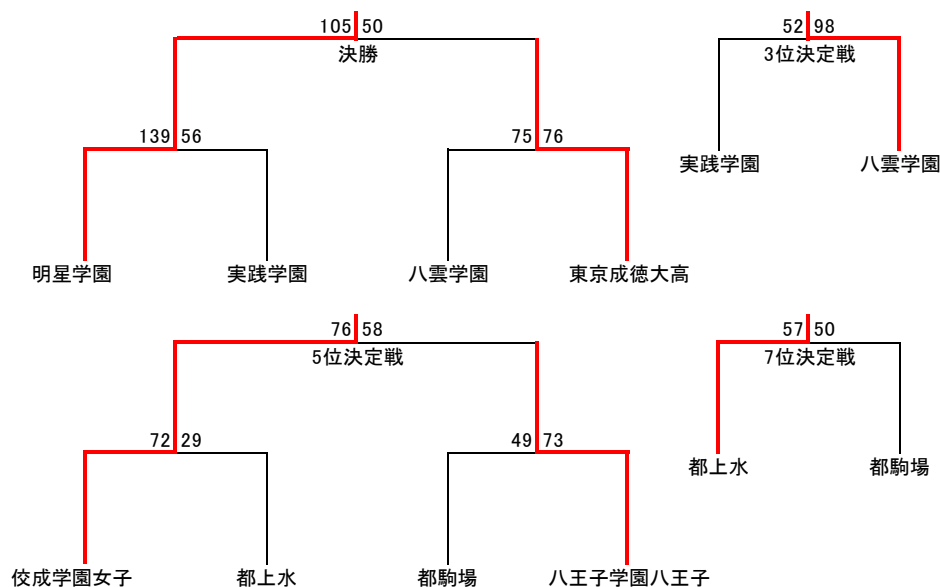 105 50
決勝
139 56
75 76
明星学園
実践学園
八雲学園
東京成徳大高
52 98
3位決定戦
実践学園
八雲学園
76 58
5位決定戦
72 29
49 73
佼成学園女子
都上水
都駒場
八王子学園八王子
57 50
7位決定戦
都上水
都駒場